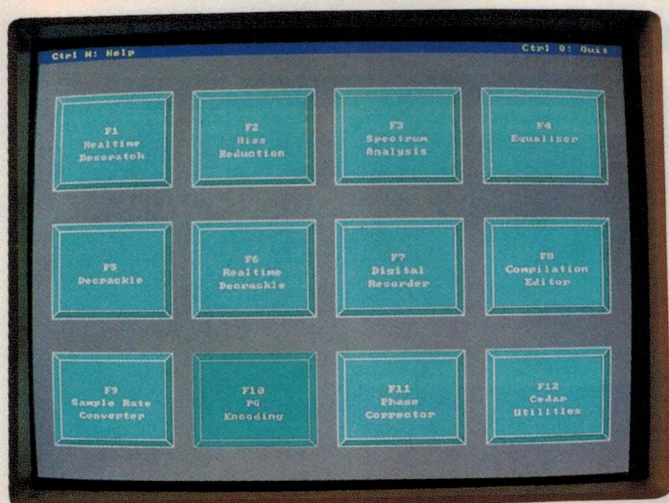 Ctrl H: Help
Ctrl Q: Quit
F1
Realtime
Descratch
F2
Hiss
Reduction
F3
Spectrum
Analysis
F4
Equaliser
F5
Decrackle
F6
Realtime
Decrackle
F7
Digital
Recorder
F8
Compilation
Editor
F9
Sample Rate
Converter
F10
PQ
Encoding
F11
Phase
Corrector
F12
Cedar
Utilities